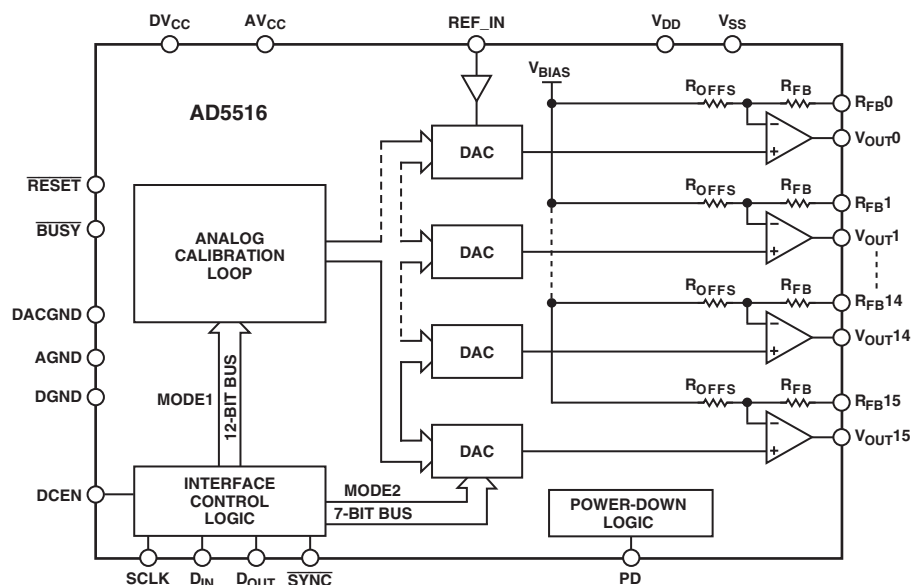 DVCC AVCC REF_IN VDD VSS
VBIAS
AD5516
ROFFS RFB RFB0
DAC
VOUT0
RESET
ROFFS RFB RFB1
BUSY
ANALOG
CALIBRATION
LOOP
DAC
VOUT1
DACGND
ROFFS RFB RFB14
DAC
VOUT14
AGND
DGND
MODE1
12-BIT BUS
ROFFS RFB RFB15
DAC
VOUT15
DCEN
INTERFACE
CONTROL
LOGIC
MODE2
7-BIT BUS
POWER-DOWN
LOGIC
SCLK DIN DOUT SYNC PD